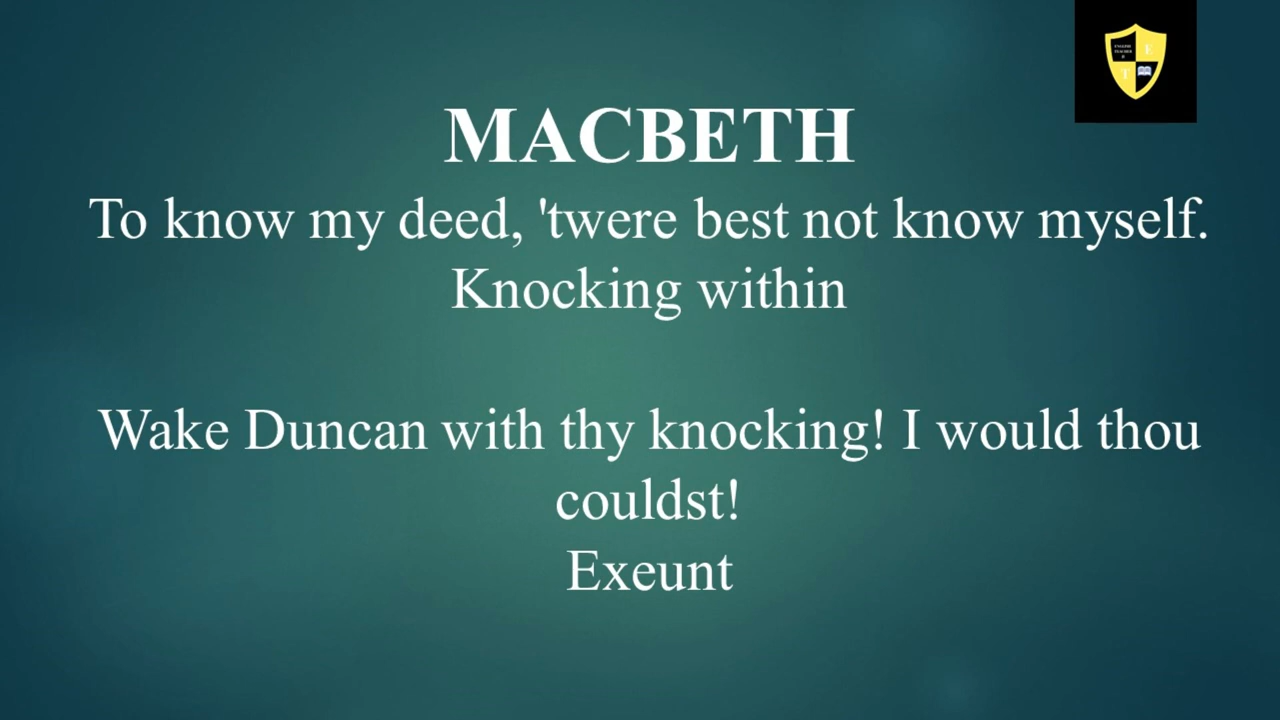 MACBETH
To know my deed, 'twere best not know myself.
Knocking within
Wake Duncan with thy knocking! I would thou
couldst!
Exeunt
E
T